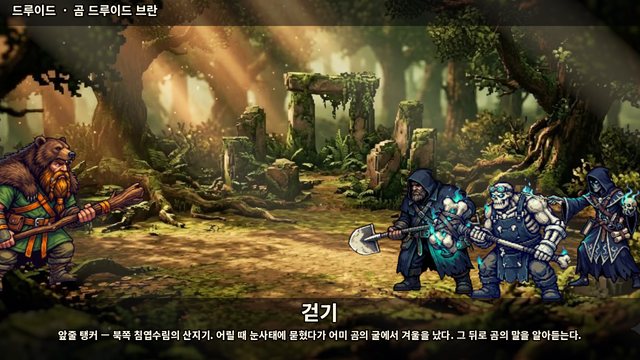 드루이드 · 곰 드루이드 브란
걷기
앞줄 탱커 — 북쪽 침엽수림의 산지기. 어릴 때 눈사태에 묻혔다가 어미 곰의 굴에서 겨울을 났다. 그 뒤로 곰의 말을 알아듣는다.